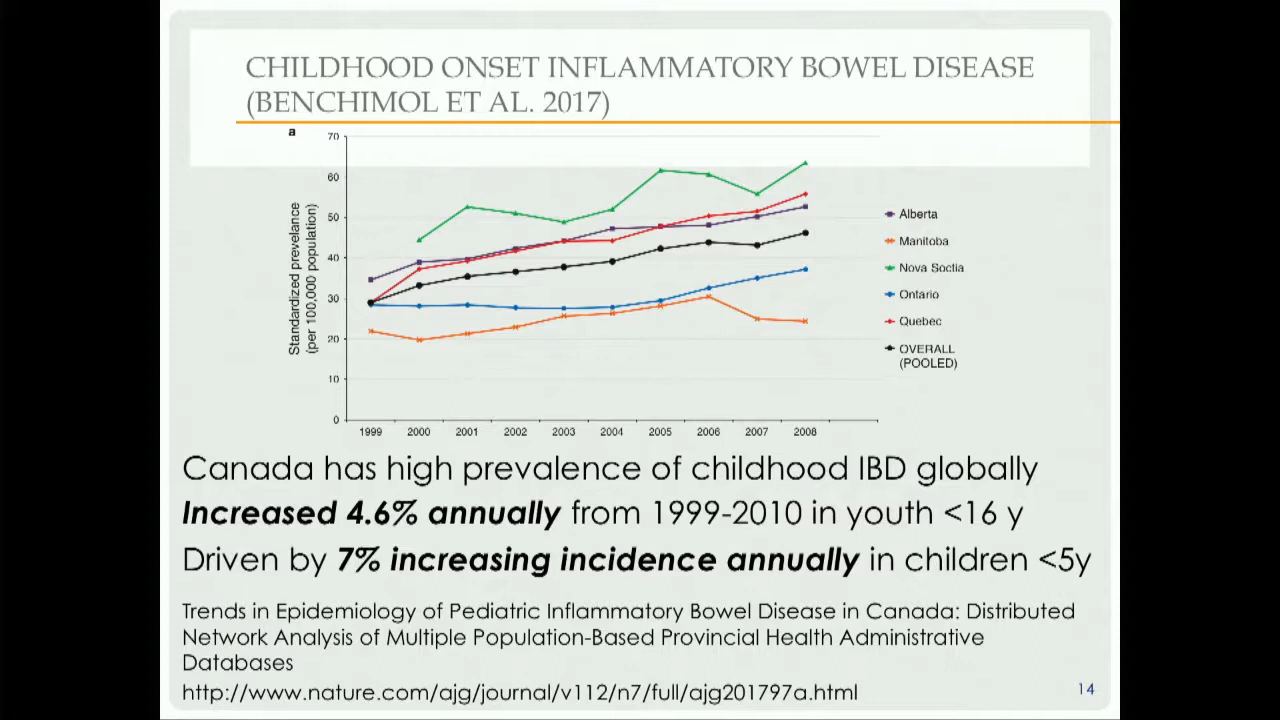 CHILDHOOD ONSET INFLAMMATORY BOWEL DISEASE
(BENCHIMOL ET AL. 2017)
a
70
60
50
40
30
20
10
0
Standardized prevelance
(per 100,000 population)
1999 2000 2001 2002 2003 2004 2005 2006 2007 2008
Alberta
Manitoba
Nova Soctia
Ontario
Quebec
OVERALL
(POOLED)
Canada has high prevalence of childhood IBD globally
Increased 4.6% annually from 1999-2010 in youth <16 y
Driven by 7% increasing incidence annually in children <5y
Trends in Epidemiology of Pediatric Inflammatory Bowel Disease in Canada: Distributed
Network Analysis of Multiple Population-Based Provincial Health Administrative
Databases
http://www.nature.com/ajg/journal/v112/n7/full/ajg201797a.html
14